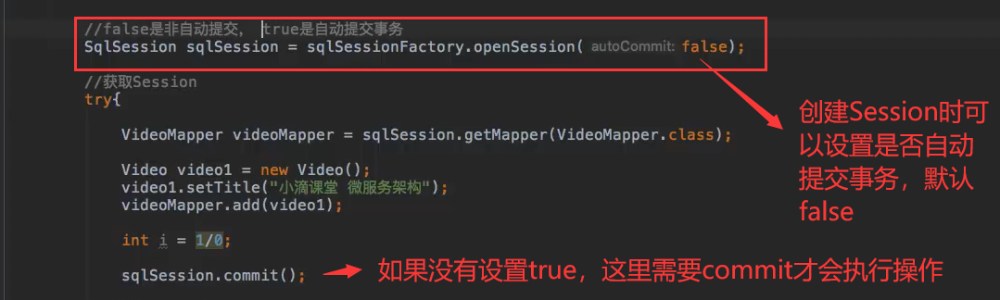 //false是非自动提交， true是自动提交事务
SqlSession sqlSession = sqlSessionFactory.openSession( autoCommit: false);
//获取Session
try{
VideoMapper videoMapper = sqlSession.getMapper(VideoMapper.class);
Video video1 = new Video();
video1.setTitle("小滴课堂 微服务架构");
videoMapper.add(video1);
int i = 1/0;
sqlSession.commit();
创建Session时可
以设置是否自动
提交事务，默认
false
如果没有设置true，这里需要commit才会执行操作